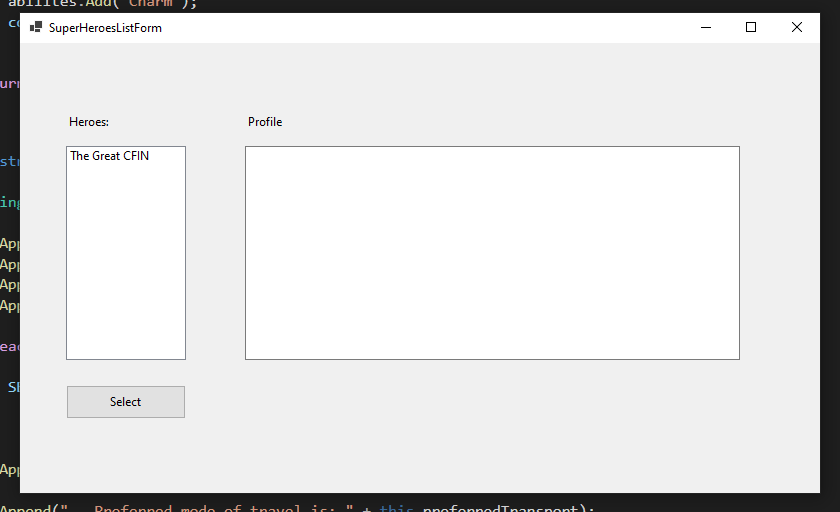 abilites.Add("Charm");
SuperHeroesListForm
Heroes:
Profile
The Great CFIN
Select
Append(" Preferred mode of travel is: " + this.preferredTransport);